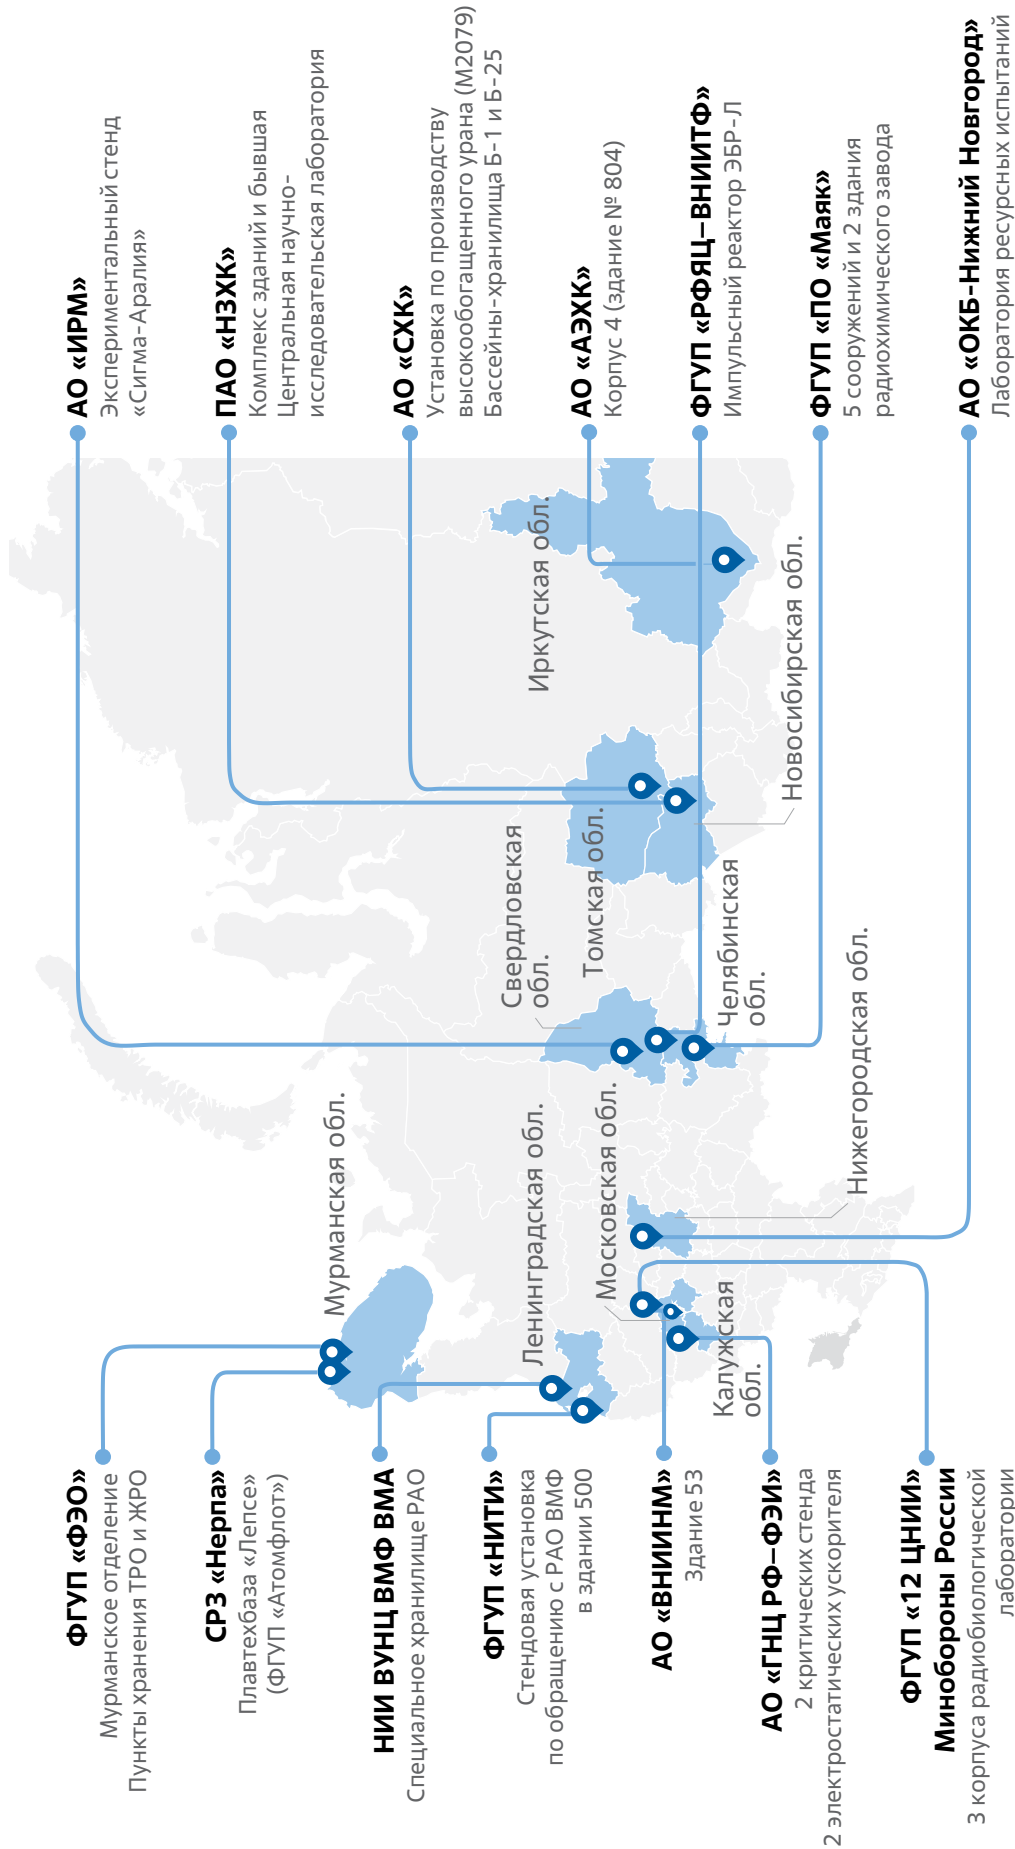 ФГУП «ФЭО»
Мурманское отделение
Пункты хранения ТРО и ЖРО
СРЗ «Нерпа»
Плавтехбаза «Лепсе»
(ФГУП «Атомфлот»)
НИИ ВУНЦ ВМФ ВМА
Специальное хранилище РАО
ФГУП «НИТИ»
Стендовая установка
по обращению с РАО ВМФ
в здании 500
АО «ВНИИНМ»
Здание 53
АО «ГНЦ РФ–ФЭИ»
2 критических стенда
2 электростатических ускорителя
ФГУП «12 ЦНИИ»
Минобороны России
3 корпуса радиобиологической
лаборатории
Мурманская обл.
Ленинградская обл.
Московская обл.
Калужская
обл.
Нижегородская обл.
Свердловская
обл.
Томская обл.
Челябинская
обл.
Иркутская обл.
Новосибирская обл.
АО «ИРМ»
Экспериментальный стенд
«Сигма-Аралия»
ПАО «НЗХК»
Комплекс зданий и бывшая
Центральная научно-
исследовательская лаборатория
АО «СХК»
Установка по производству
высокообогащенного урана (М2079)
Бассейны-хранилища Б-1 и Б-25
АО «АЭХК»
Корпус 4 (здание № 804)
ФГУП «РФЯЦ–ВНИИТФ»
Импульсный реактор ЭБР-Л
ФГУП «ПО «Маяк»
5 сооружений и 2 здания
радиохимического завода
АО «ОКБ-Нижний Новгород»
Лаборатория ресурсных испытаний